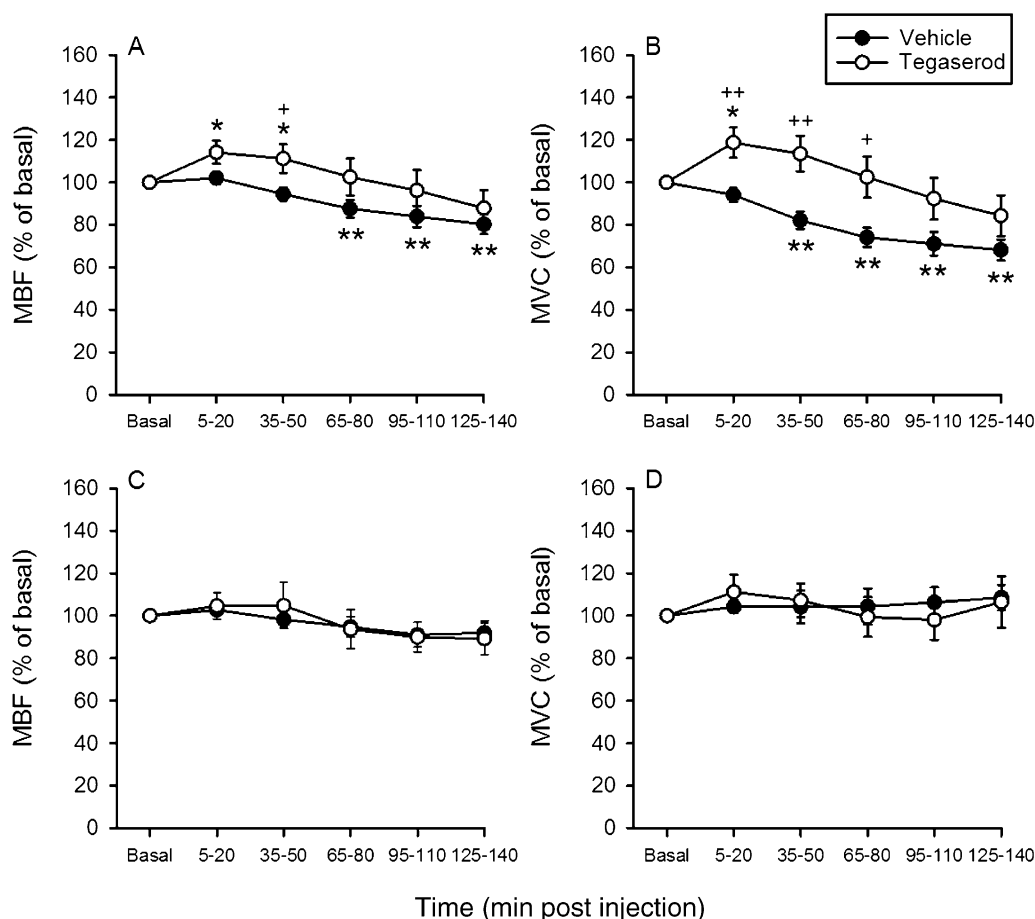 A
160
140
120
100
80
60
40
20
0
MBF (% of basal)
* + *
** ** **
Basal 5-20 35-50 65-80 95-110 125-140
B
Vehicle
Tegaserod
160
140
120
100
80
60
40
20
0
MVC (% of basal)
++ * ++ +
** ** ** **
Basal 5-20 35-50 65-80 95-110 125-140
C
160
140
120
100
80
60
40
20
0
MBF (% of basal)
Basal 5-20 35-50 65-80 95-110 125-140
D
160
140
120
100
80
60
40
20
0
MVC (% of basal)
Basal 5-20 35-50 65-80 95-110 125-140
Time (min post injection)